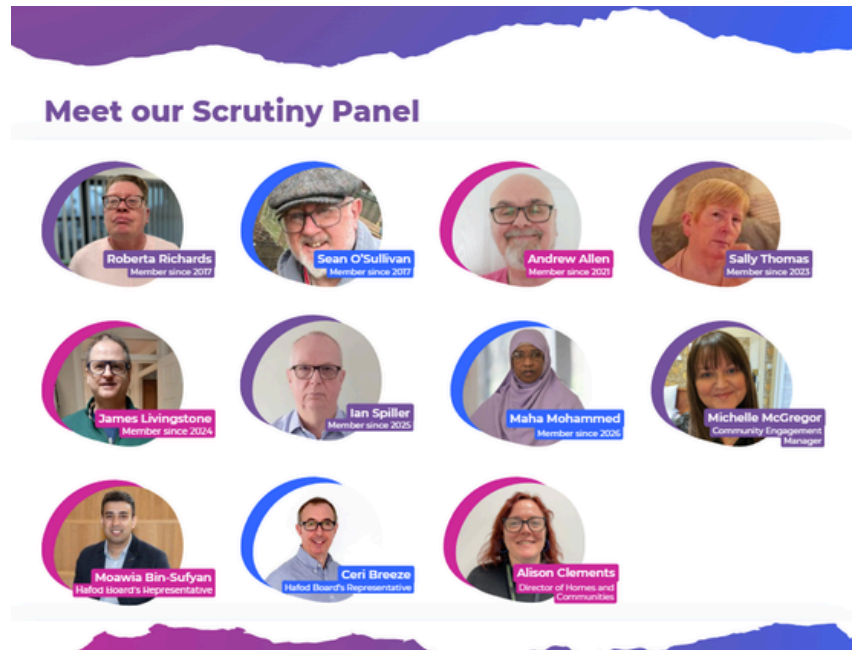 Meet our Scrutiny Panel
Roberta Richards
Member since 2017
Sean O'Sullivan
Member since 2017
Andrew Allen
Member since 2021
Sally Thomas
Member since 2023
James Livingstone
Member since 2024
Ian Spiller
Member since 2025
Maha Mohammed
Member since 2026
Michelle McGregor
Community Engagement
Manager
Moawia Bin-Sufyan
Hafod Board's Representative
Ceri Breeze
Hafod Board's Representative
Alison Clements
Director of Homes and
Communities